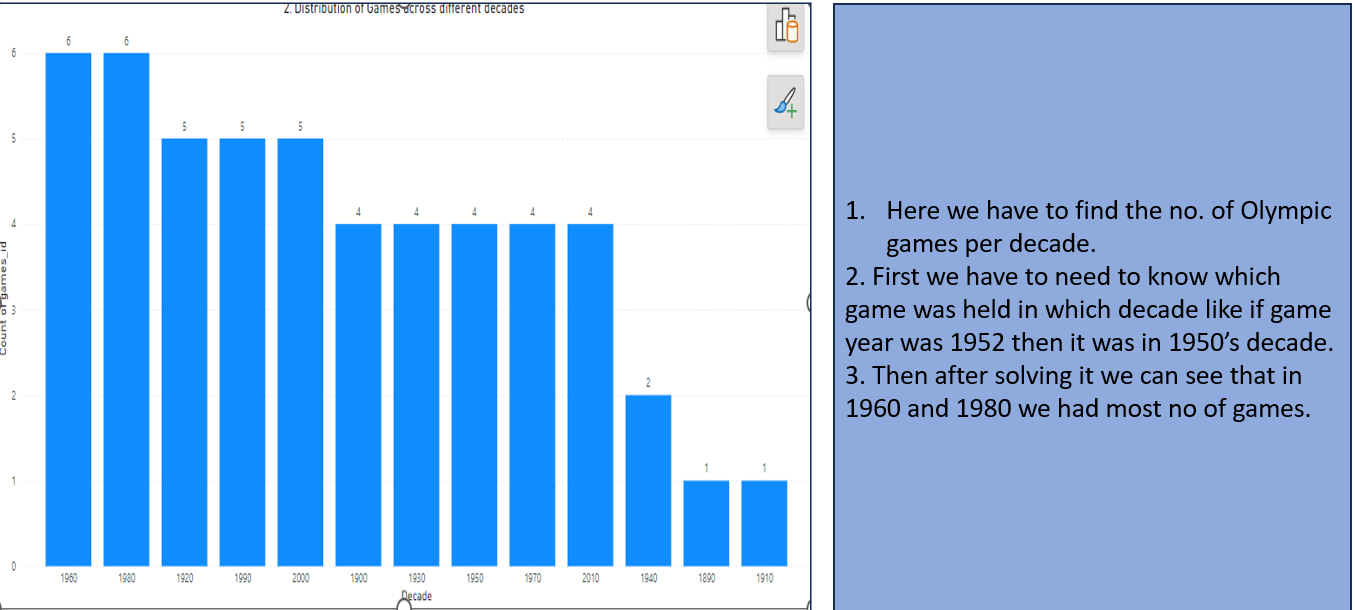 2. Distribution of Games across different decades
6 6
6
5 5 5
5
4 4 4 4 4
4
3
2
2
1 1
1
0
1960 1980 1920 1990 2000 1900 1930 1950 1970 2010 1940 1890 1910
Decade
Count of games_id
1. Here we have to find the no. of Olympic
games per decade.
2. First we have to need to know which
game was held in which decade like if game
year was 1952 then it was in 1950’s decade.
3. Then after solving it we can see that in
1960 and 1980 we had most no of games.